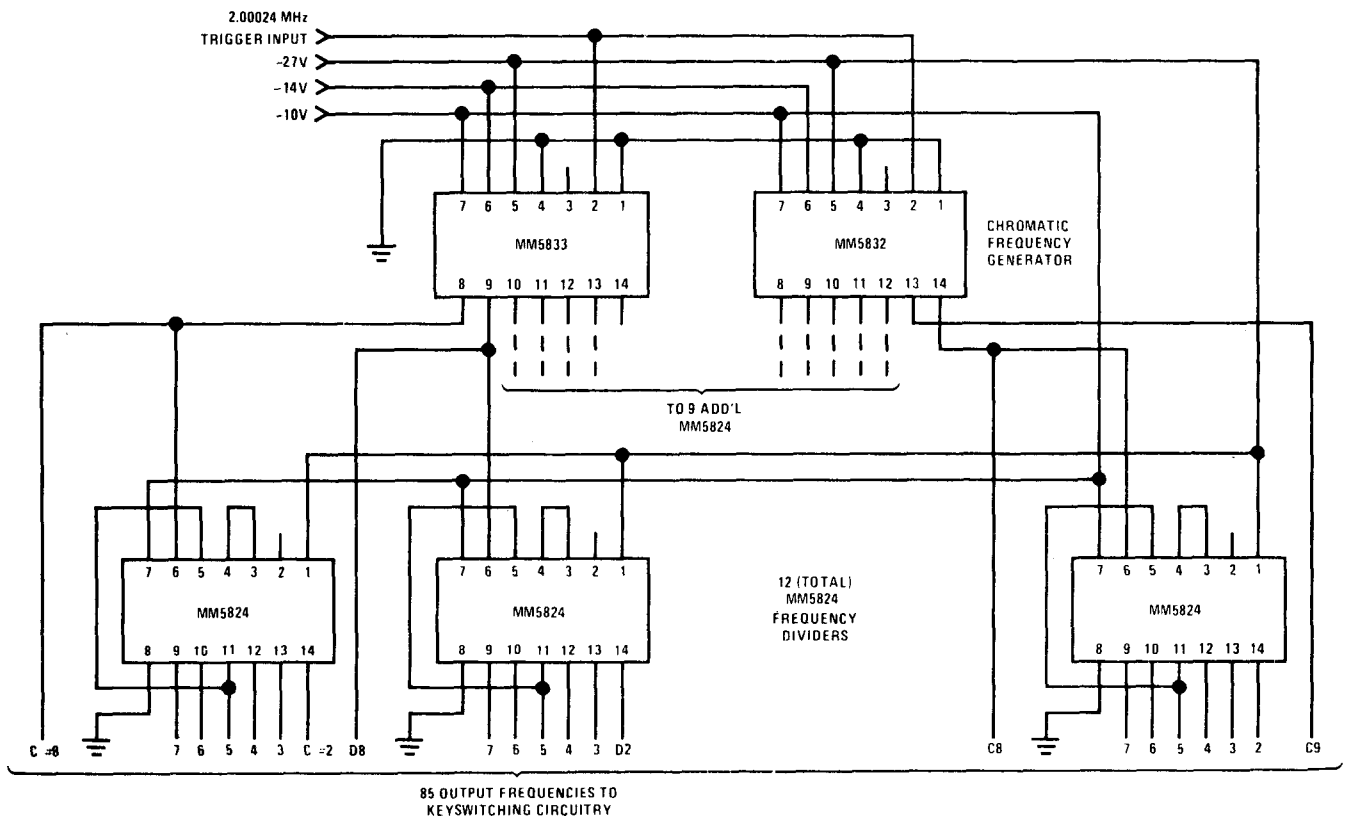 2.00024 MHz
TRIGGER INPUT
-27V
-14V
-10V
7 6 5 4 3 2 1
MM5833
8 9 10 11 12 13 14
7 6 5 4 3 2 1
MM5832
8 9 10 11 12 13 14
CHROMATIC
FREQUENCY
GENERATOR
TO 9 ADD'L
MM5824
7 6 5 4 3 2 1
MM5824
8 9 10 11 12 13 14
7 6 5 4 3 2 1
MM5824
8 9 10 11 12 13 14
12 (TOTAL)
MM5824
FREQUENCY
DIVIDERS
7 6 5 4 3 2 1
MM5824
8 9 10 11 12 13 14
C #8 7 6 5 4 3 C #2 D8 7 6 5 4 3 D2 C8 7 6 5 4 3 2 C9
85 OUTPUT FREQUENCIES TO
KEYSWITCHING CIRCUITRY